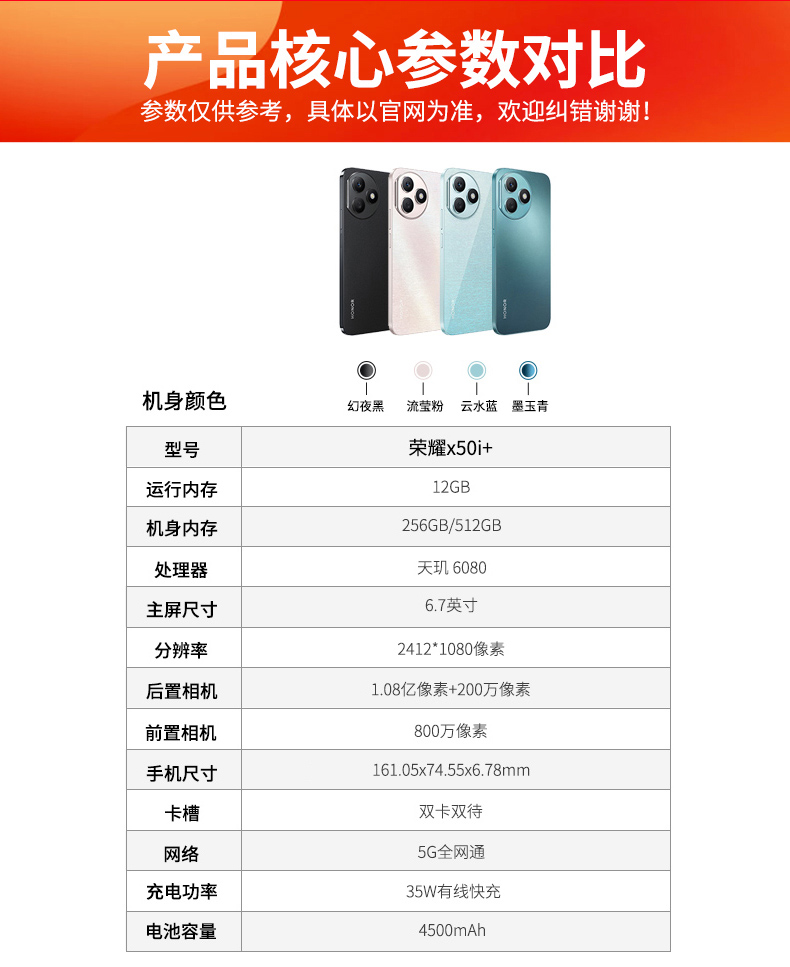 产品核心参数对比
参数仅供参考，具体以官网为准，欢迎纠错谢谢！
HONOR
HONOR
HONOR
HONOR
机身颜色
幻夜黑 流莹粉 云水蓝 墨玉青
型号 荣耀x50i+
运行内存 12GB
机身内存 256GB/512GB
处理器 天玑 6080
主屏尺寸 6.7英寸
分辨率 2412*1080像素
后置相机 1.08亿像素+200万像素
前置相机 800万像素
手机尺寸 161.05x74.55x6.78mm
卡槽 双卡双待
网络 5G全网通
充电功率 35W有线快充
电池容量 4500mAh